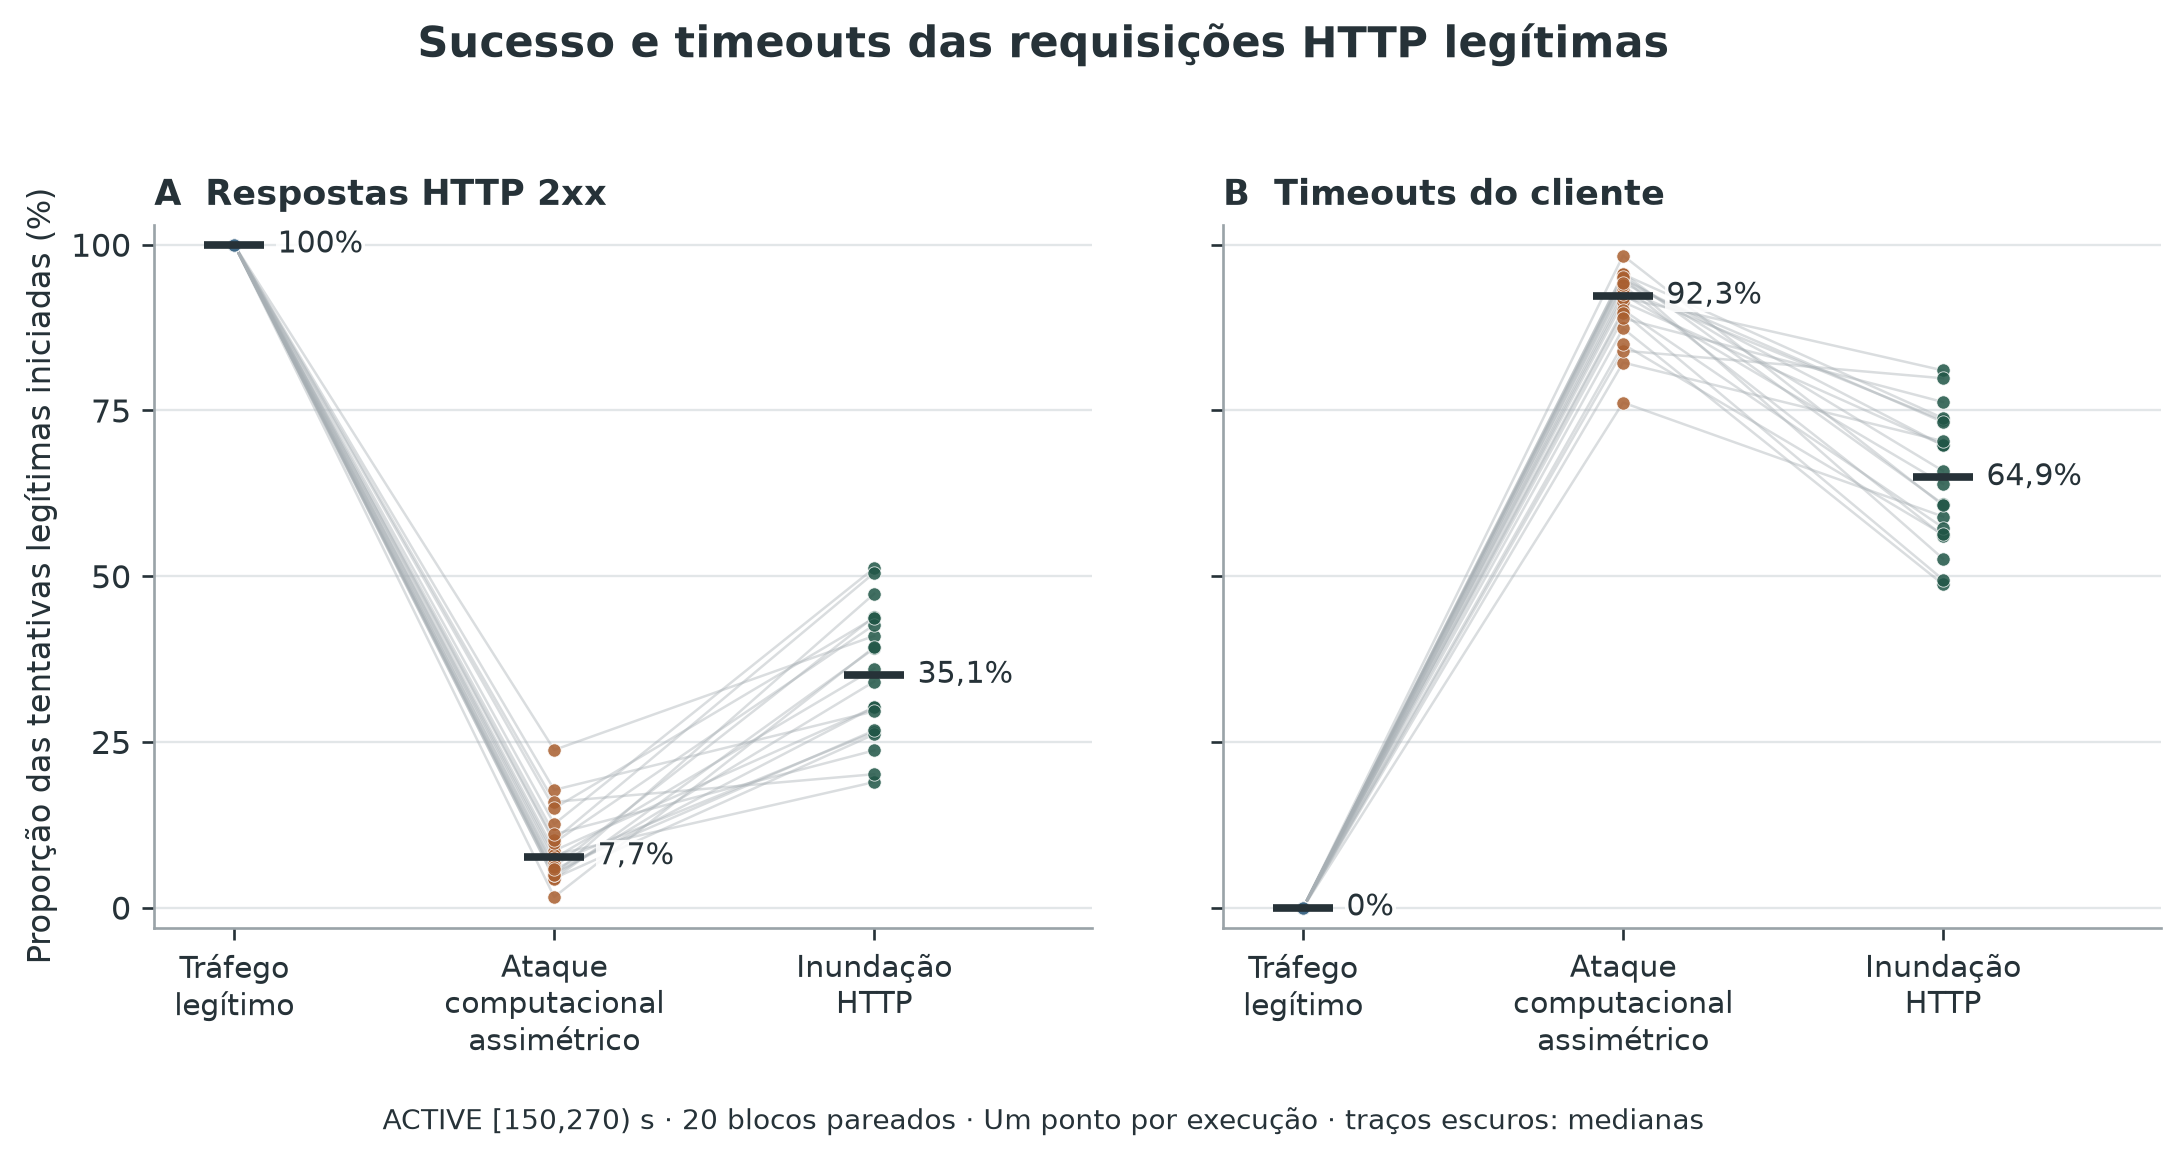 Sucesso e timeouts das requisições HTTP legítimas
Proporção das tentativas legítimas iniciadas (%)
A Respostas HTTP 2xx
100
75
50
25
0
100%
7,7%
35,1%
Tráfego
legítimo
Ataque
computacional
assimétrico
Inundação
HTTP
B Timeouts do cliente
92,3%
64,9%
0%
Tráfego
legítimo
Ataque
computacional
assimétrico
Inundação
HTTP
ACTIVE [150,270) s · 20 blocos pareados · Um ponto por execução · traços escuros: medianas